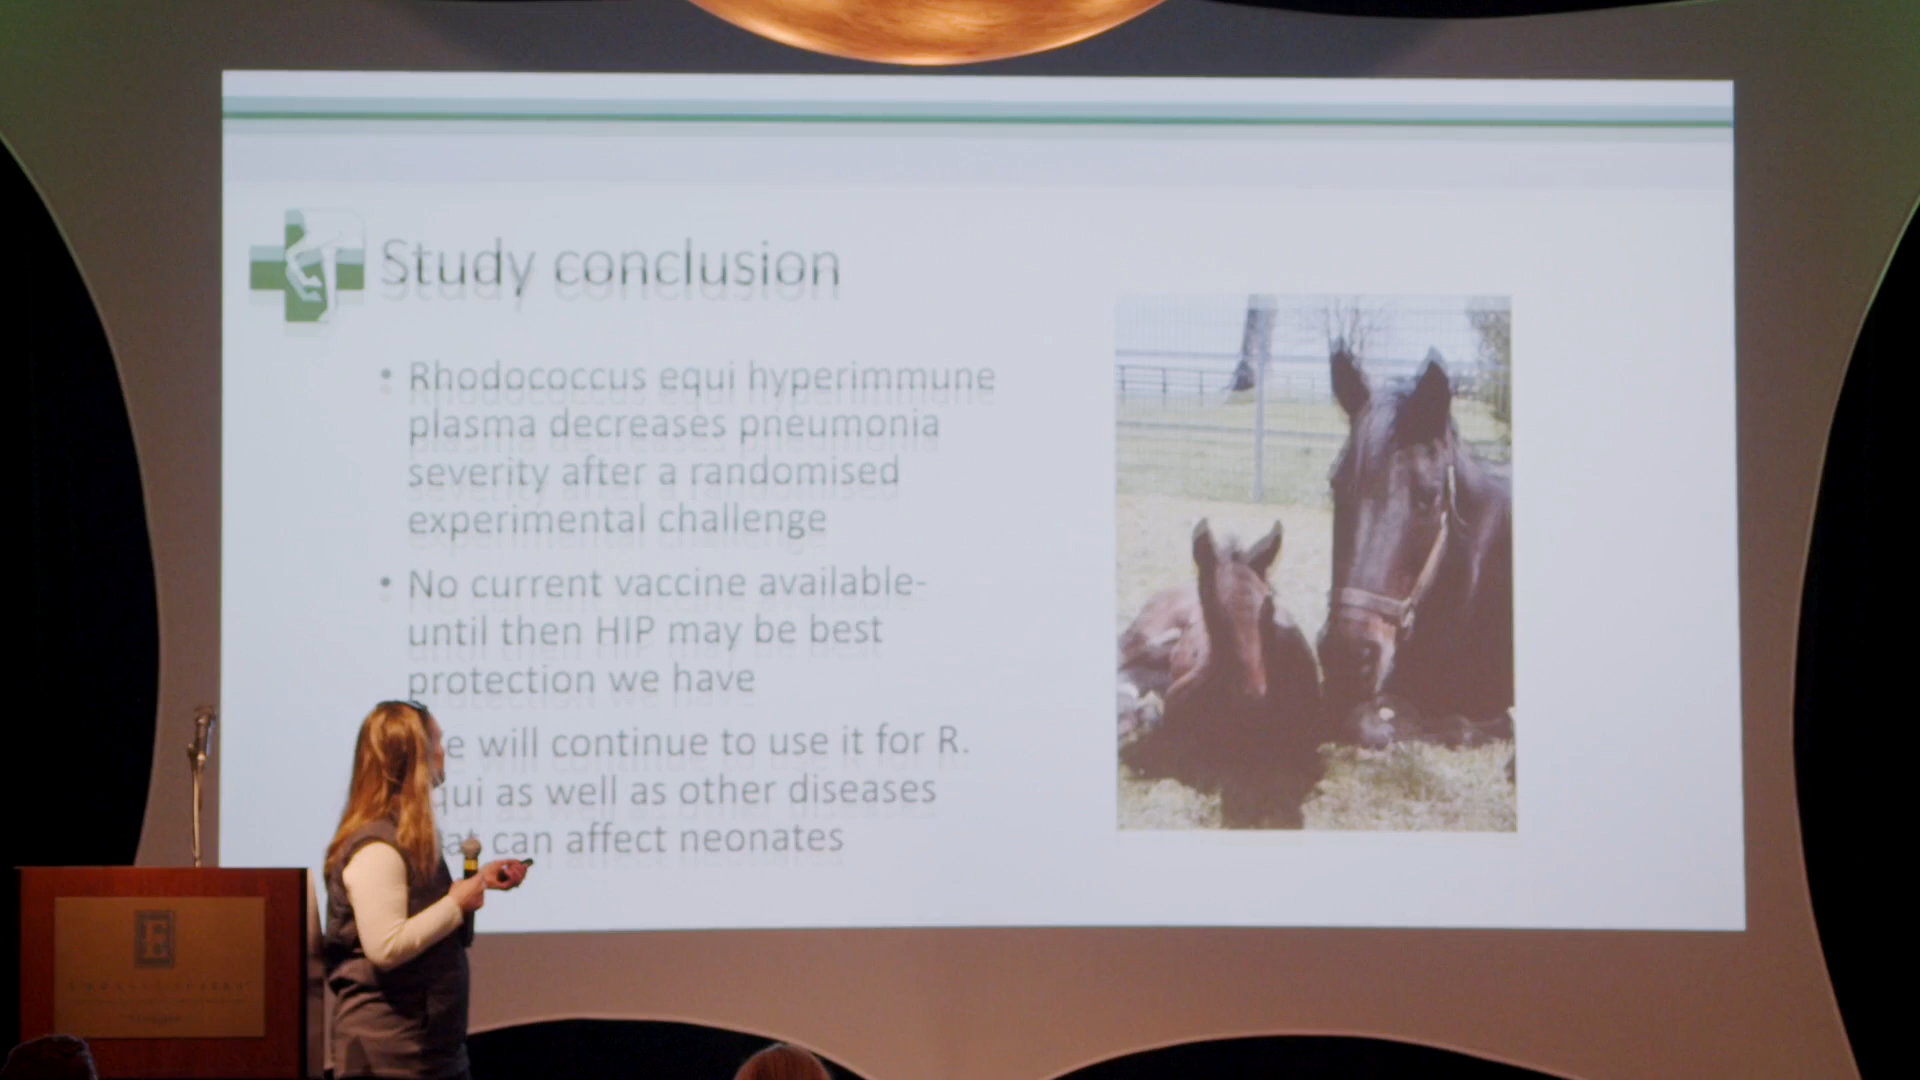 Study conclusion
• Rhodococcus equi hyperimmune
plasma decreases pneumonia
severity after a randomised
experimental challenge
• No current vaccine available-
until then HIP may be best
protection we have
will continue to use it for R.
as well as other diseases
can affect neonates
E